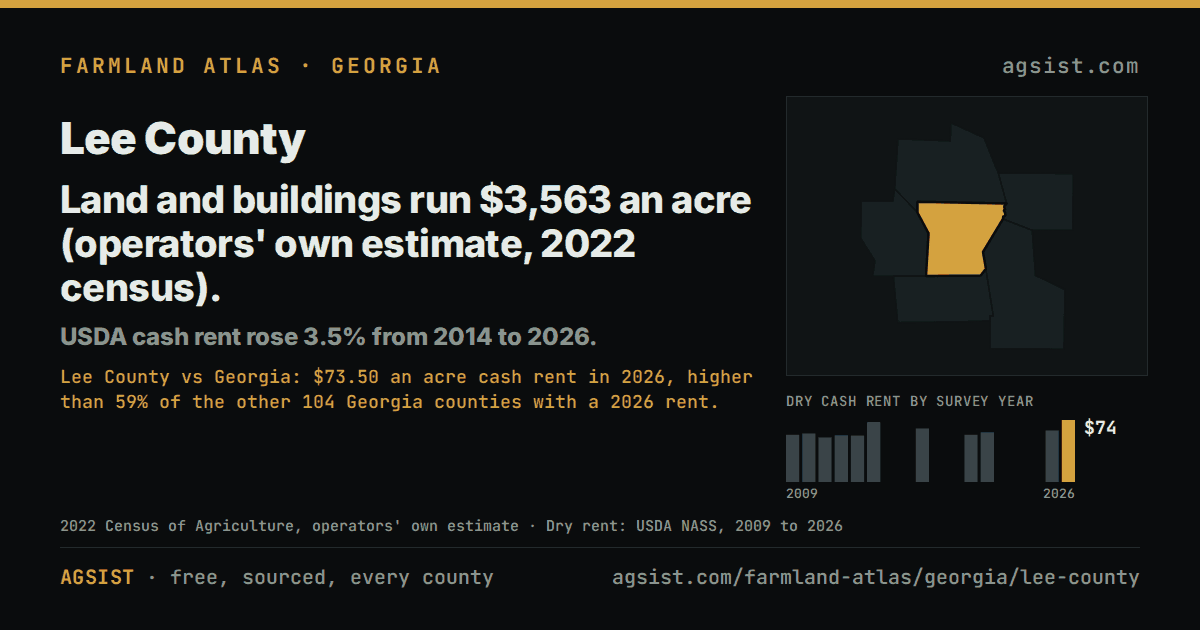 FARMLAND ATLAS · GEORGIA
agsist.com
Lee County
Land and buildings run $3,563 an acre
(operators' own estimate, 2022
census).
USDA cash rent rose 3.5% from 2014 to 2026.
Lee County vs Georgia: $73.50 an acre cash rent in 2026, higher
than 59% of the other 104 Georgia counties with a 2026 rent.
DRY CASH RENT BY SURVEY YEAR
$74
2009
2026
2022 Census of Agriculture, operators' own estimate · Dry rent: USDA NASS, 2009 to 2026
AGSIST · free, sourced, every county
agsist.com/farmland-atlas/georgia/lee-county